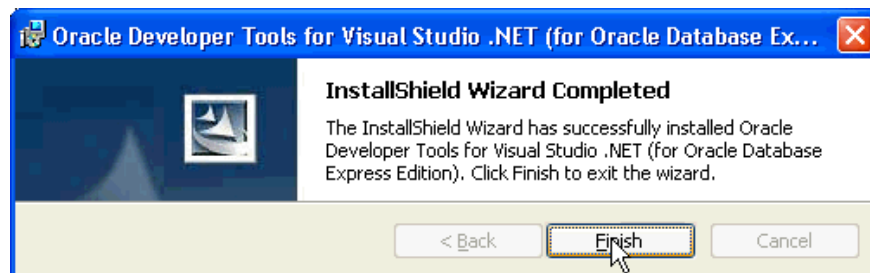 Oracle Developer Tools for Visual Studio .NET (for Oracle Database Ex...
InstallShield Wizard Completed
The InstallShield Wizard has successfully installed Oracle
Developer Tools for Visual Studio .NET (for Oracle Database
Express Edition). Click Finish to exit the wizard.
< Back Finish Cancel